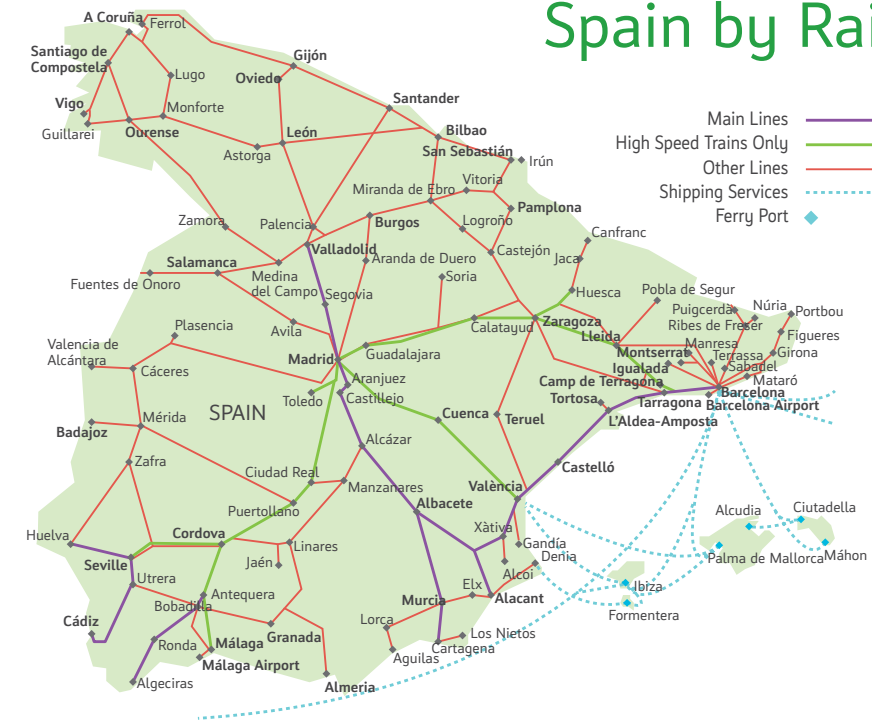 Spain by Rai
A Coruña
Ferrol
Santiago de
Compostela
Lugo
Gijón
Oviedo
Santander
Vigo
Monforte
Guillarei
Ourense
León
Astorga
Bilbao
San Sebastián
Irún
Main Lines
High Speed Trains Only
Other Lines
Shipping Services
Ferry Port
Vitoria
Miranda de Ebro
Pamplona
Zamora
Palencia
Burgos
Logroño
Canfranc
Valladolid
Castejón
Jaca
Salamanca
Aranda de Duero
Fuentes de Onoro
Medina
del Campo
Soria
Segovia
Huesca
Pobla de Segur
Puigcerdà
Núria
Portbou
Ribes de Freser
Avila
Calatayud
Zaragoza
Lleida
Figueres
Plasencia
Manresa
Valencia de
Alcántara
Madrid
Guadalajara
Montserrat
Terrassa
Girona
Cáceres
Igualada
Sabadel
Aranjuez
Camp de Terragona
Mataró
Toledo
Castillejo
Tortosa
Barcelona
Tarragona
Barcelona Airport
SPAIN
Mérida
Cuenca
Teruel
L'Aldea-Amposta
Badajoz
Alcázar
Zafra
Castelló
Ciudad Real
Manzanares
València
Puertollano
Albacete
Alcudia
Ciutadella
Huelva
Cordova
Xàtiva
Linares
Gandía
Seville
Jaén
Denia
Palma de Mallorca
Máhon
Utrera
Alcoi
Elx
Ibiza
Antequera
Bobadilla
Murcia
Alacant
Formentera
Cádiz
Lorca
Granada
Los Nietos
Ronda
Málaga
Cartagena
Málaga Airport
Aguilas
Algeciras
Almeria